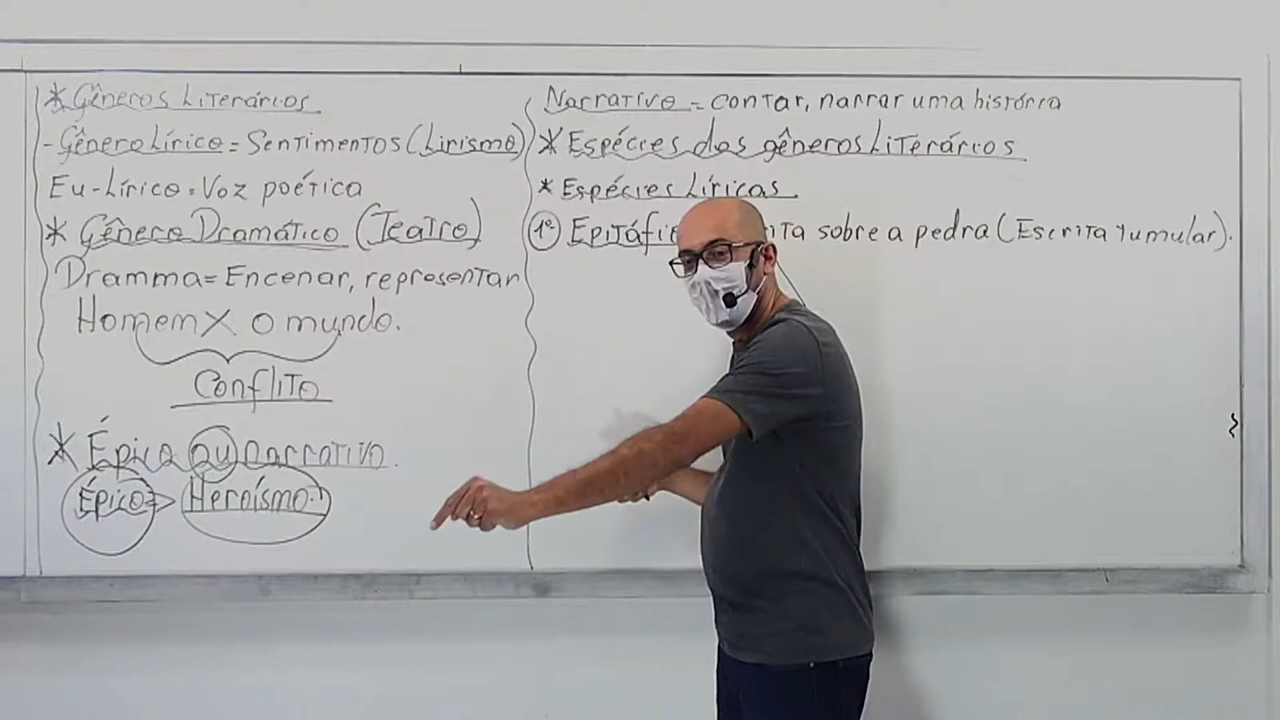 * Gêneros Literários
- Gênero Lírico = Sentimentos (Lirismo)
Eu-Lírico = Voz poética
* Gênero Dramático (Teatro)
Dramma = Encenar, representar
Homem X o mundo.
Conflito
* Épico ou narrativo.
Épico => Heroísmo.
Narrativo = contar, narrar uma história
* Espécies dos gêneros Literários
* Espécies Líricas
1º Epitáfi sobre a pedra (Escrita Tumular).